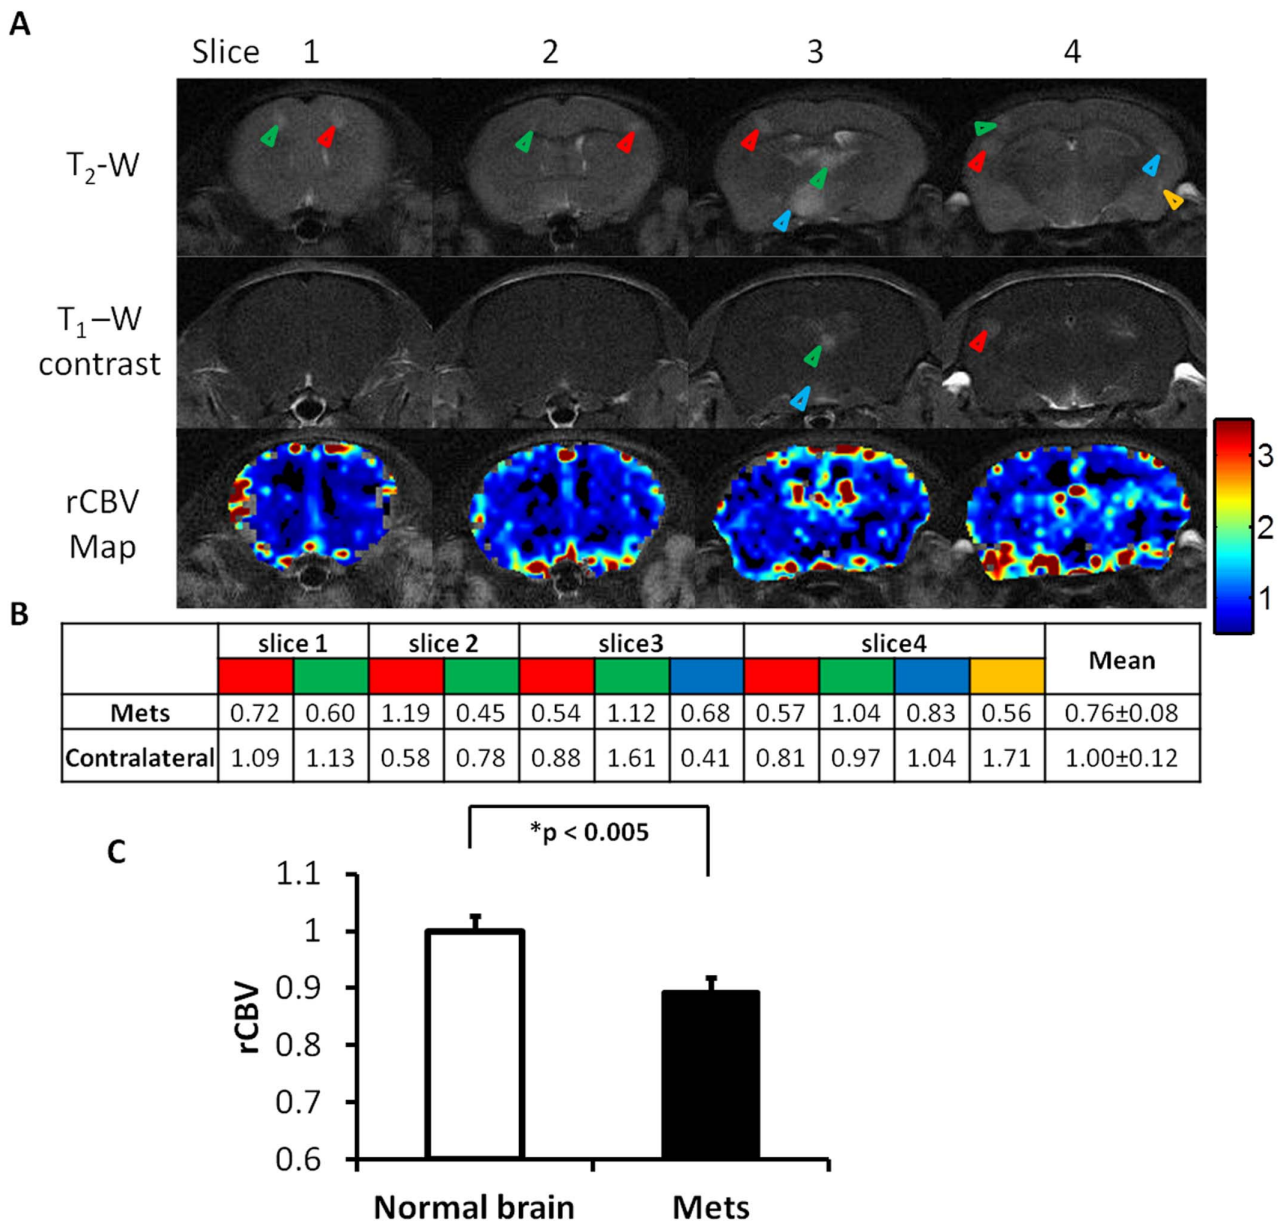 A
Slice 1 2 3 4
T2-W
T1–W
contrast
rCBV
Map
3
2
1
B
slice 1 slice 2 slice3 slice4 Mean
Mets 0.72 0.60 1.19 0.45 0.54 1.12 0.68 0.57 1.04 0.83 0.56 0.76±0.08
Contralateral 1.09 1.13 0.58 0.78 0.88 1.61 0.41 0.81 0.97 1.04 1.71 1.00±0.12
C
*p < 0.005
1.1
1
0.9
0.8
0.7
0.6
rCBV
Normal brain Mets